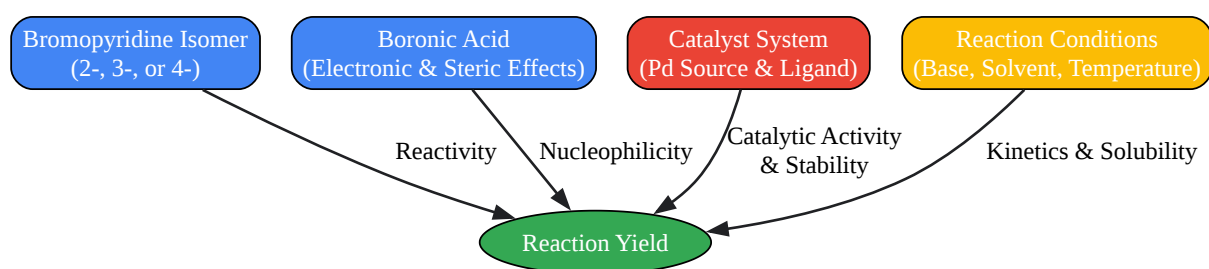 Bromopyridine Isomer
(2-, 3-, or 4-)
Boronic Acid
(Electronic & Steric Effects)
Catalyst System
(Pd Source & Ligand)
Reaction Conditions
(Base, Solvent, Temperature)
Reactivity
Nucleophilicity
Catalytic Activity
& Stability
Kinetics & Solubility
Reaction Yield